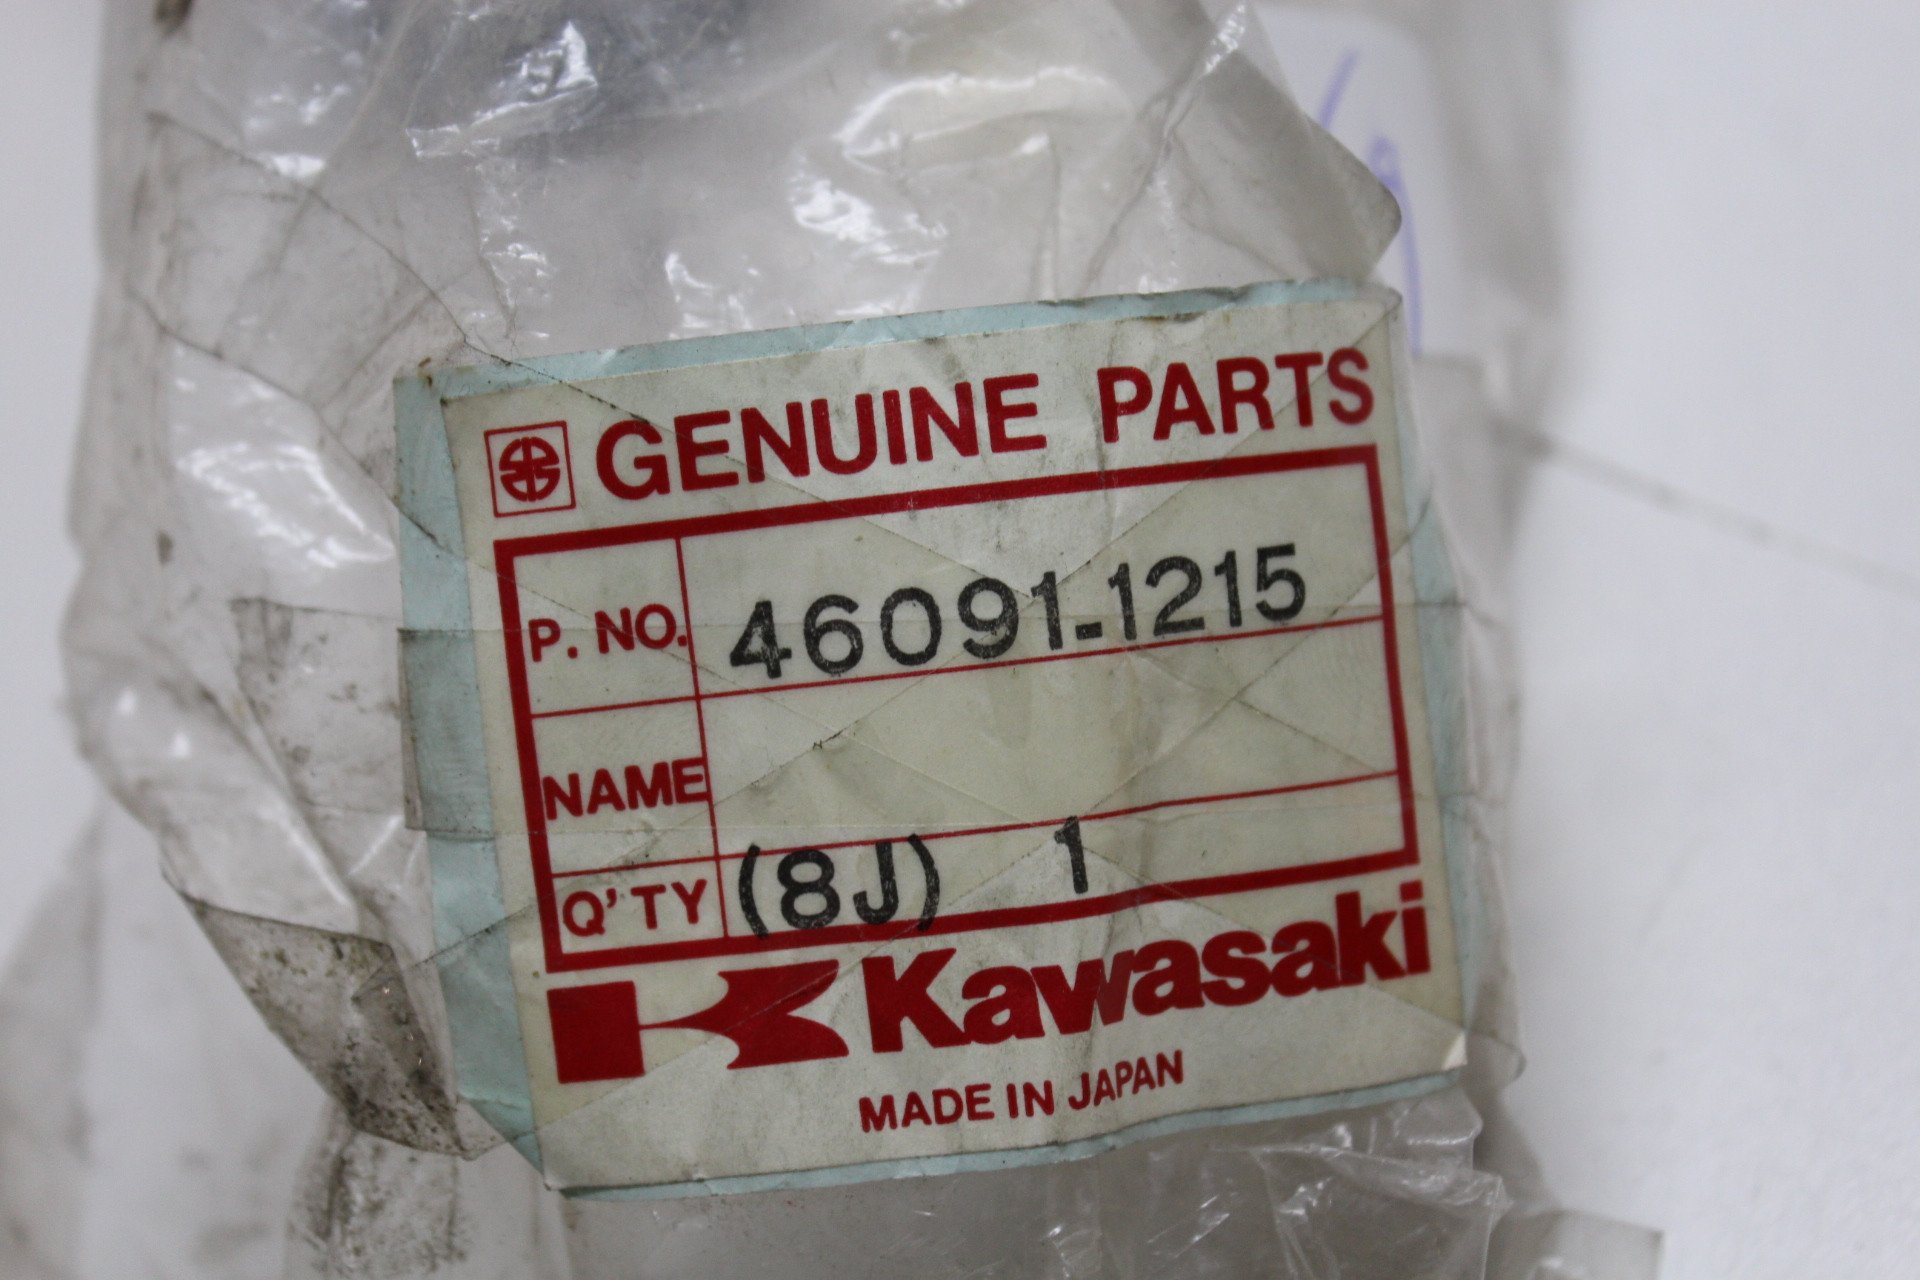 GENUINE PARTS
P. NO. 46091-1215
NAME
Q'TY (8J) 1
Kawasaki
MADE IN JAPAN